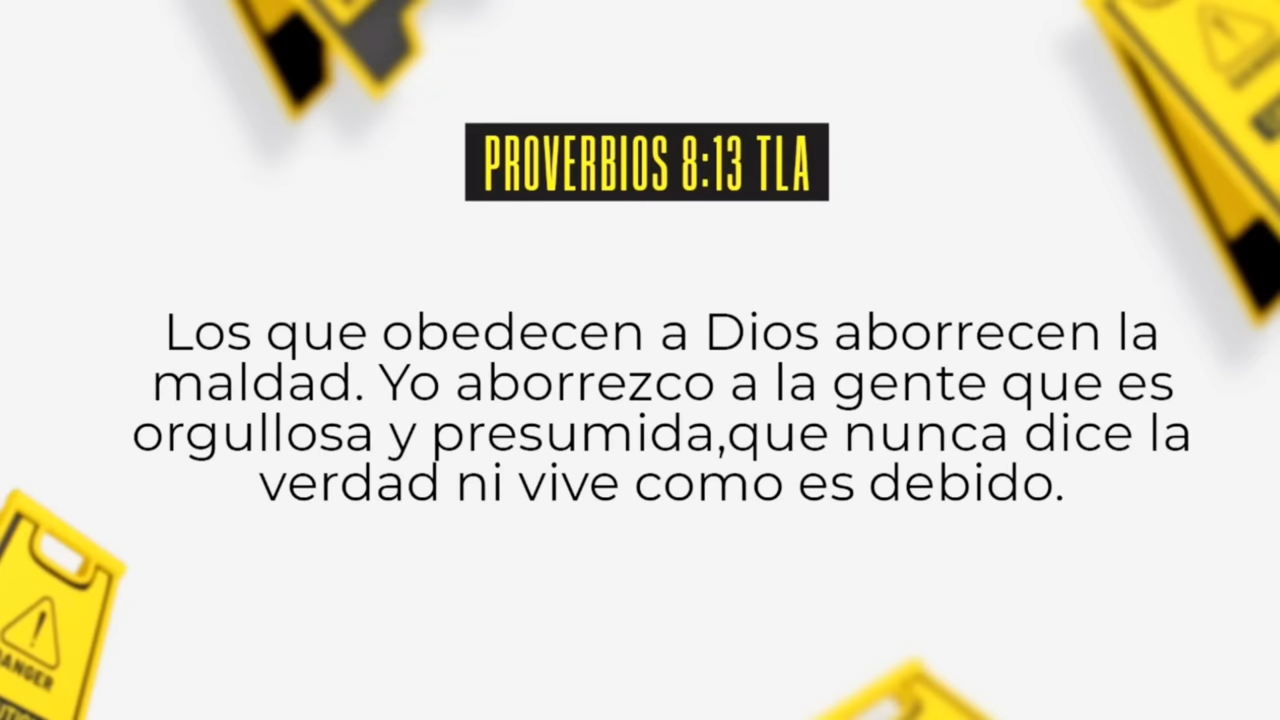 PROVERBIOS 8:13 TLA
Los que obedecen a Dios aborrecen la
maldad. Yo aborrezco a la gente que es
orgullosa y presumida,que nunca dice la
verdad ni vive como es debido.